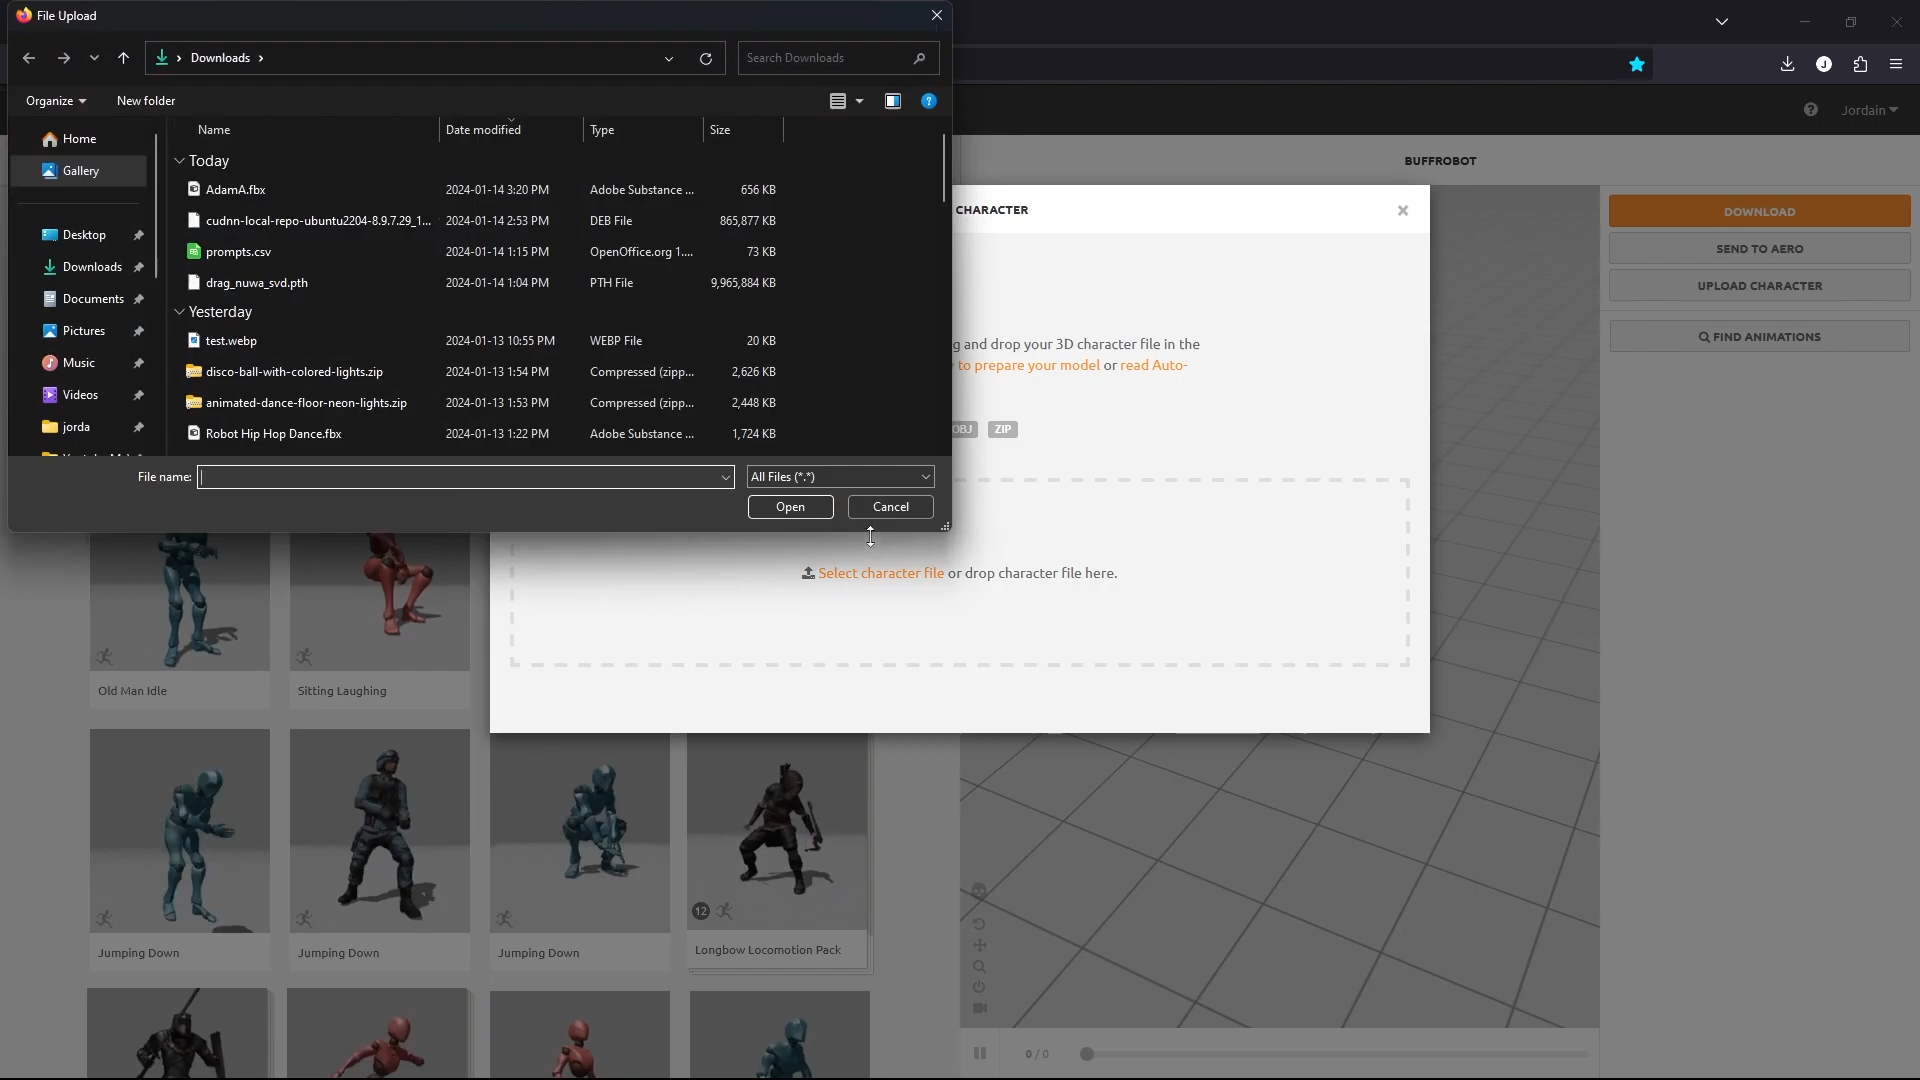 File Upload
Downloads
Search Downloads
Organize
New folder
Name
Date modified
Type
Size
Home
Gallery
Desktop
Downloads
Documents
Pictures
Music
Videos
jorda
Today
AdamA.fbx 2024-01-14 3:20 PM Adobe Substance ... 656 KB
cudnn-local-repo-ubuntu2204-8.9.7.29_1... 2024-01-14 2:53 PM DEB File 865,877 KB
prompts.csv 2024-01-14 1:15 PM OpenOffice.org 1.... 73 KB
drag_nuwa_svd.pth 2024-01-14 1:04 PM PTH File 9,965,884 KB
Yesterday
test.webp 2024-01-13 10:55 PM WEBP File 20 KB
disco-ball-with-colored-lights.zip 2024-01-13 1:54 PM Compressed (zipp... 2,626 KB
animated-dance-floor-neon-lights.zip 2024-01-13 1:53 PM Compressed (zipp... 2,448 KB
Robot Hip Hop Dance.fbx 2024-01-13 1:22 PM Adobe Substance ... 1,724 KB
File name:
All Files (*.*)
Open
Cancel
J
Jordain
BUFFROBOT
CHARACTER
DOWNLOAD
SEND TO AERO
UPLOAD CHARACTER
FIND ANIMATIONS
g and drop your 3D character file in the
to prepare your model or read Auto-
OBJ ZIP
Select character file or drop character file here.
Old Man Idle
Sitting Laughing
Jumping Down
Jumping Down
Jumping Down
12
Longbow Locomotion Pack
0 / 0